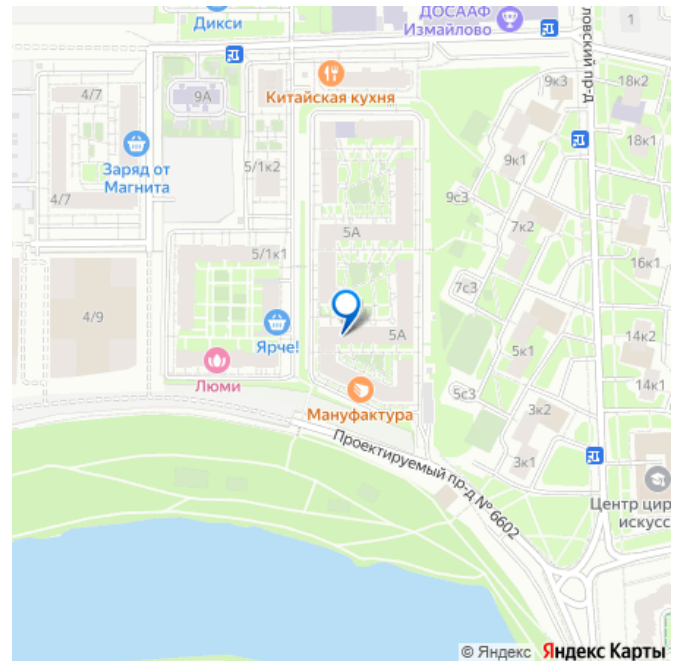 Дикси
ДОСААФ
Измайлово
1
ловский пр-д
4/7
9А
Китайская кухня
9к3
18к2
Заряд от
Магнита
5/1к2
9к1
18к1
4/7
9с3
7к2
5А
5/1к1
16к1
7с3
4/9
Ярче!
5А
14к2
5к1
Люми
14к1
Мануфактура
5с3
3к2
Проектируемый пр-д № 6602
3к1
Центр цир
искусс
© Яндекс Яндекс Карты